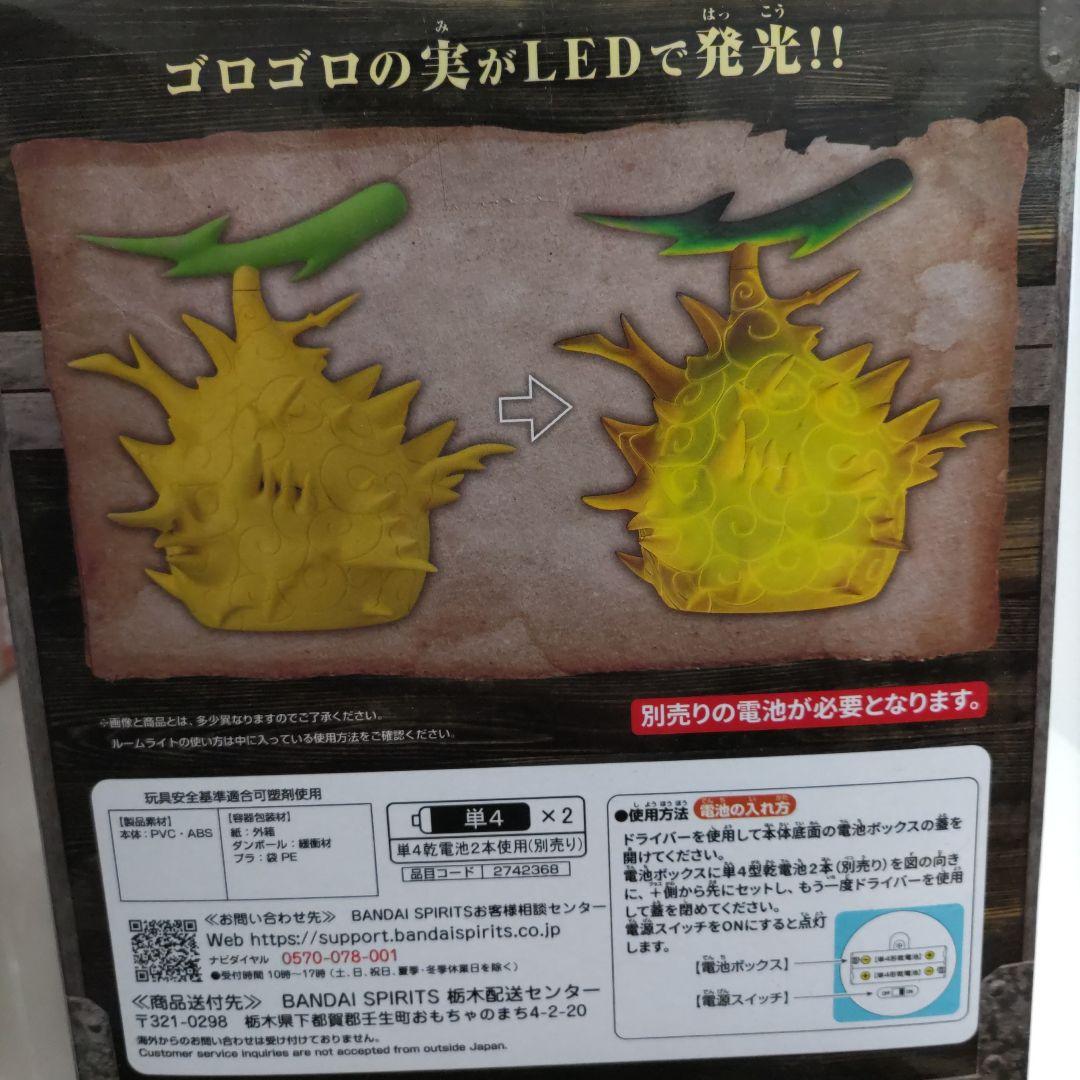 ゴロゴロの実がLEDで発光!!
※画像と商品とは、多少異なりますのでご了承ください。
ルームライトの使い方は中に入っている使用方法をご確認ください。
別売りの電池が必要となります。
玩具安全基準適合可塑剤使用
【製品素材】
本体:PVC・ABS
【容器包装材】
紙:外箱
ダンボール:緩衝材
プラ:袋 PE
単4 ×2
単4乾電池2本使用(別売り)
品目コード 2742368
≪お問い合わせ先≫ BANDAI SPIRITSお客様相談センター
Web https://support.bandaispirits.co.jp
ナビダイヤル 0570-078-001
●受付時間 10時〜17時(土、日、祝日、夏季・冬季休業日を除く)
≪商品送付先≫ BANDAI SPIRITS 栃木配送センター
〒321-0298 栃木県下都賀郡壬生町おもちゃのまち4-2-20
海外からのお問い合わせは受け付けておりません。
Customer service inquiries are not accepted from outside Japan.
●使用方法 電池の入れ方
ドライバーを使用して本体底面の電池ボックスの蓋を
開けてください。
電池ボックスに単4型乾電池2本(別売り)を図の向き
に、+側から先にセットし、もう一度ドライバーを使用
して蓋を閉めてください。
電源スイッチをONにすると点灯
します。
【電池ボックス】
【単4形乾電池】
【単4形乾電池】
【電源スイッチ】
OFF ON